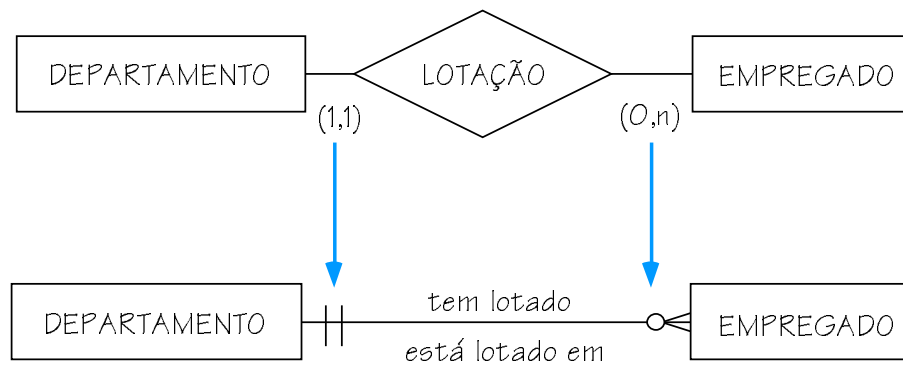 DEPARTAMENTO
LOTAÇÃO
EMPREGADO
(1,1)
(0,n)
tem lotado
DEPARTAMENTO
EMPREGADO
está lotado em